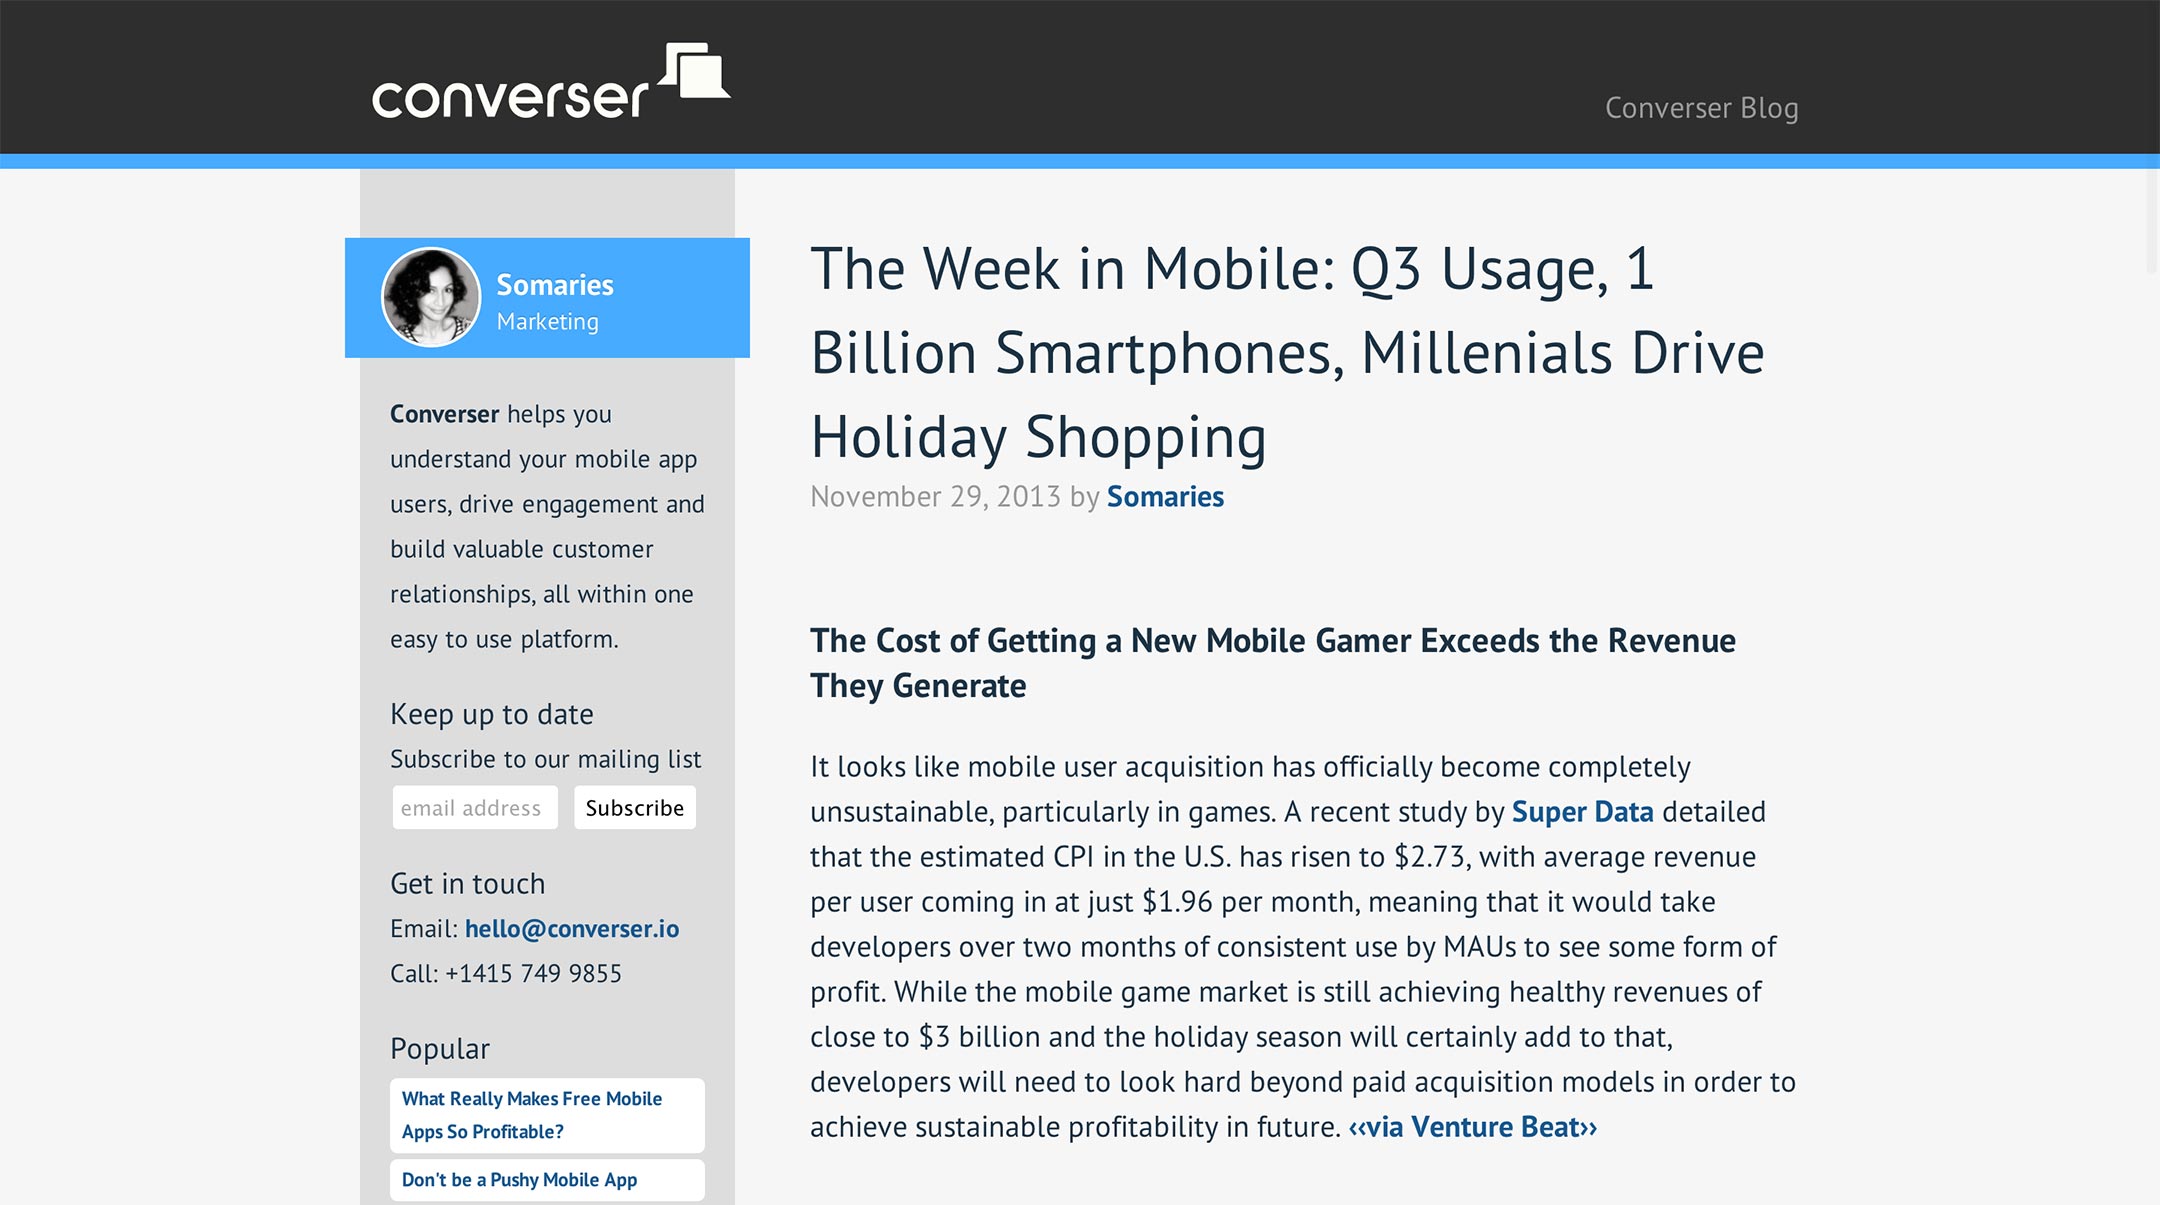 converser
Converser Blog
Somaries
Marketing
Converser helps you
understand your mobile app
users, drive engagement and
build valuable customer
relationships, all within one
easy to use platform.
Keep up to date
Subscribe to our mailing list
email address
Subscribe
Get in touch
Email: hello@converser.io
Call: +1415 749 9855
Popular
What Really Makes Free Mobile
Apps So Profitable?
Don't be a Pushy Mobile App
The Week in Mobile: Q3 Usage, 1
Billion Smartphones, Millenials Drive
Holiday Shopping
November 29, 2013 by Somaries
The Cost of Getting a New Mobile Gamer Exceeds the Revenue
They Generate
It looks like mobile user acquisition has officially become completely
unsustainable, particularly in games. A recent study by Super Data detailed
that the estimated CPI in the U.S. has risen to $2.73, with average revenue
per user coming in at just $1.96 per month, meaning that it would take
developers over two months of consistent use by MAUs to see some form of
profit. While the mobile game market is still achieving healthy revenues of
close to $3 billion and the holiday season will certainly add to that,
developers will need to look hard beyond paid acquisition models in order to
achieve sustainable profitability in future. ‹‹via Venture Beat››